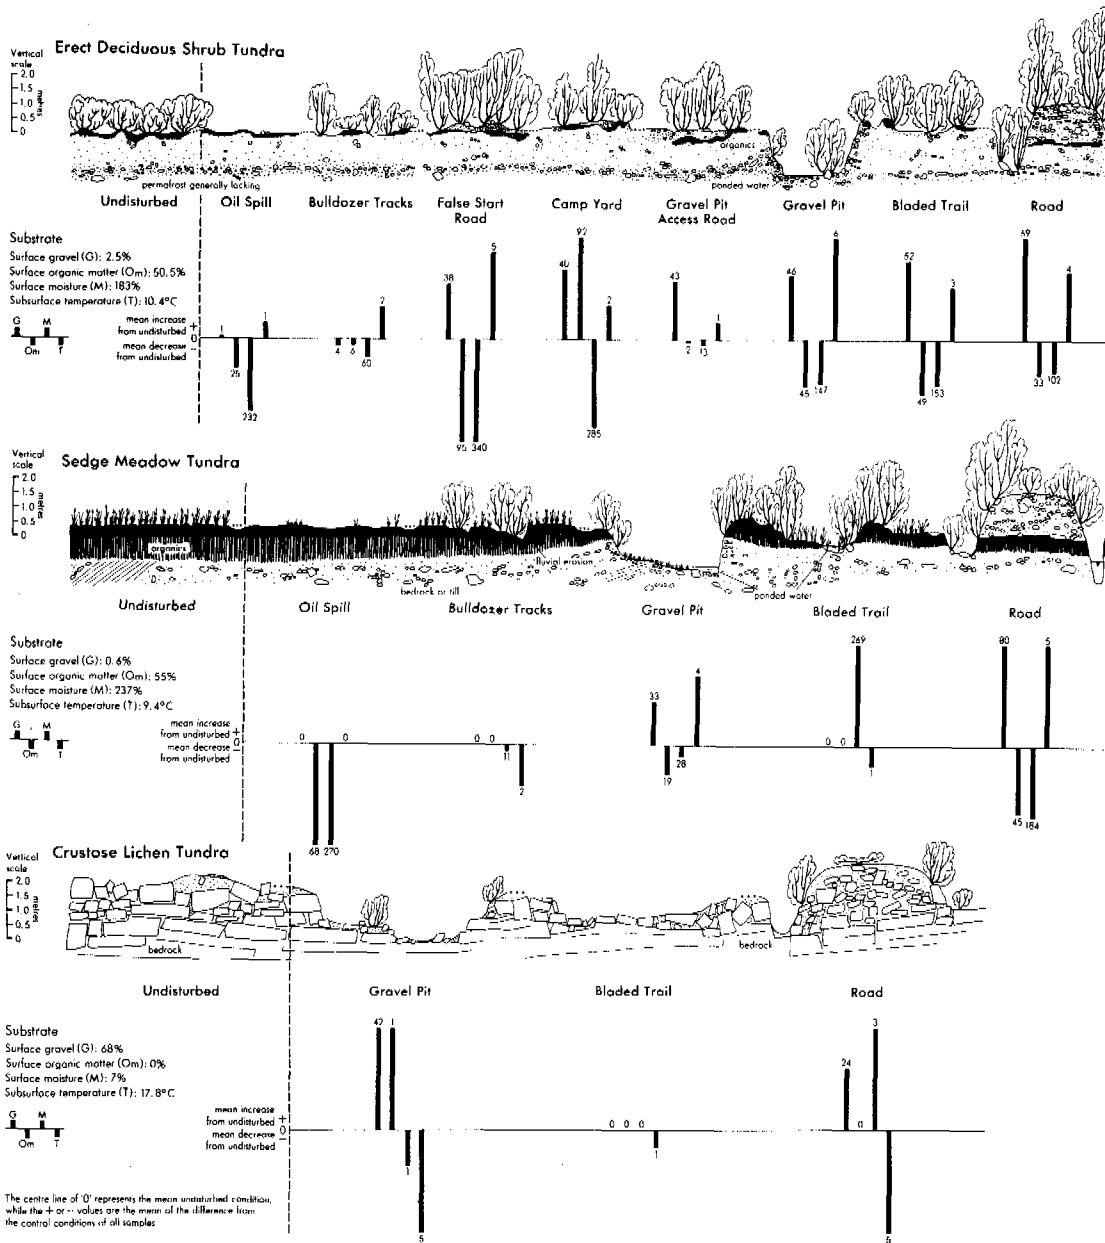 Erect Deciduous Shrub Tundra
Vertical
scale
2.0
1.5
1.0
0.5
0
metres
organics
permafrost generally lacking
ponded water
Undisturbed Oil Spill Bulldozer Tracks False Start Road Camp Yard Gravel Pit Access Road Gravel Pit Bladed Trail Road
Substrate
Surface gravel (G): 2.5%
Surface organic matter (Om): 50.5%
Surface moisture (M): 183%
Subsurface temperature (T): 10.4°C
G M
Om T
mean increase
from undisturbed +
0
mean decrease –
from undisturbed
1 25 232 1
4 6 60 2
38 95 340 5
40 92 285 2
43 2 13 1
46 45 147 6
52 49 153 3
59 33 102 4
Sedge Meadow Tundra
Vertical
scale
2.0
1.5
1.0
0.5
0
metres
organics
bedrock or till
fluvial erosion
ponded water
Undisturbed Oil Spill Bulldozer Tracks Gravel Pit Bladed Trail Road
Substrate
Surface gravel (G): 0.6%
Surface organic matter (Om): 55%
Surface moisture (M): 237%
Subsurface temperature (T): 9.4°C
G M
Om T
mean increase
from undisturbed +
0
mean decrease –
from undisturbed
0 68 270 0
0 0 11 2
33 19 28 4
0 0 269 1
80 45 184 5
Crustose Lichen Tundra
Vertical
scale
2.0
1.5
1.0
0.5
0
metres
bedrock
bedrock
Undisturbed Gravel Pit Bladed Trail Road
Substrate
Surface gravel (G): 68%
Surface organic matter (Om): 0%
Surface moisture (M): 7%
Subsurface temperature (T): 17.8°C
G M
Om T
mean increase
from undisturbed +
0
mean decrease –
from undisturbed
42 1 1 5
0 0 0 1
24 0 3 5
The centre line of '0' represents the mean undisturbed condition,
while the + or – values are the mean of the difference from
the control conditions of all samples